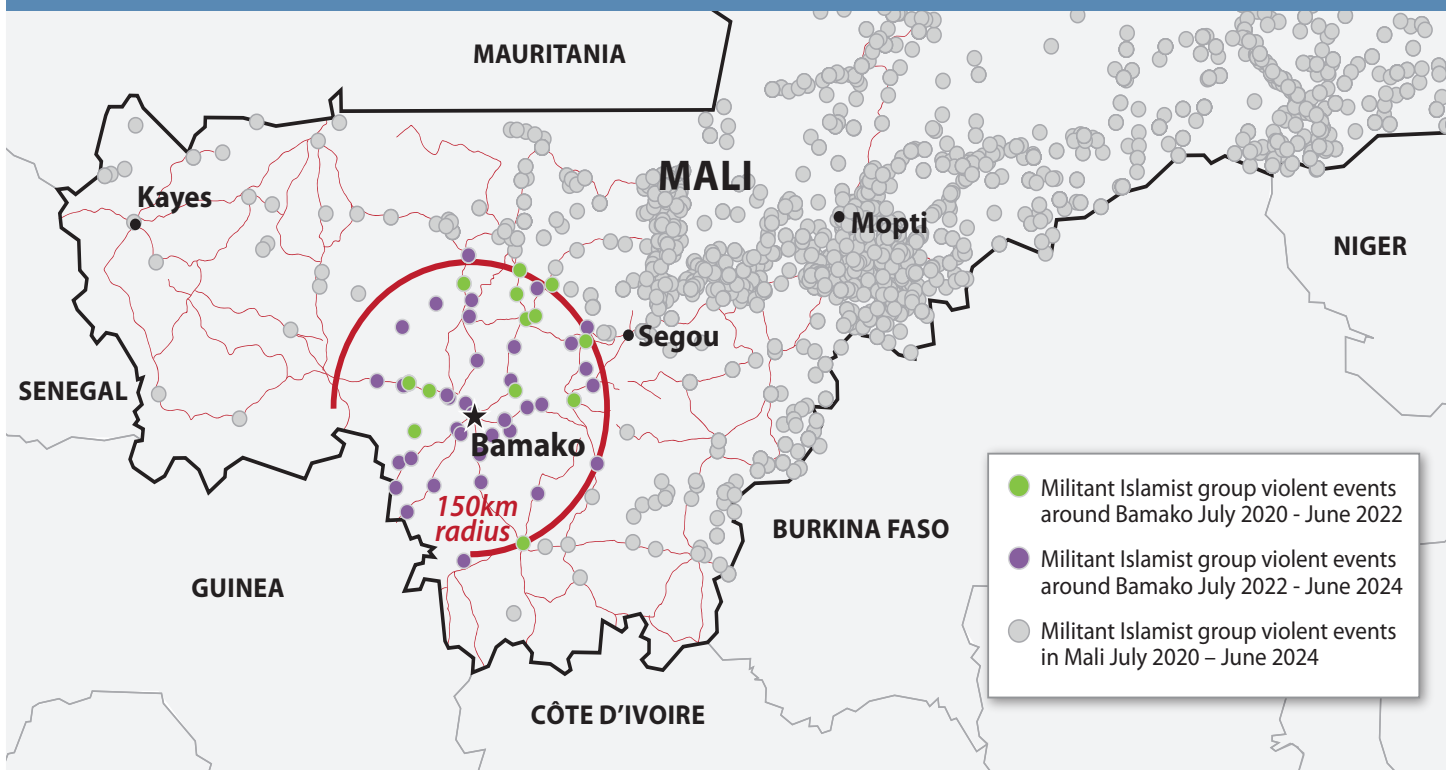 MAURITANIA
MALI
Kayes
Mopti
NIGER
Segou
SENEGAL
Bamako
150km
radius
BURKINA FASO
GUINEA
CÔTE D'IVOIRE
Militant Islamist group violent events
around Bamako July 2020 - June 2022
Militant Islamist group violent events
around Bamako July 2022 - June 2024
Militant Islamist group violent events
in Mali July 2020 – June 2024